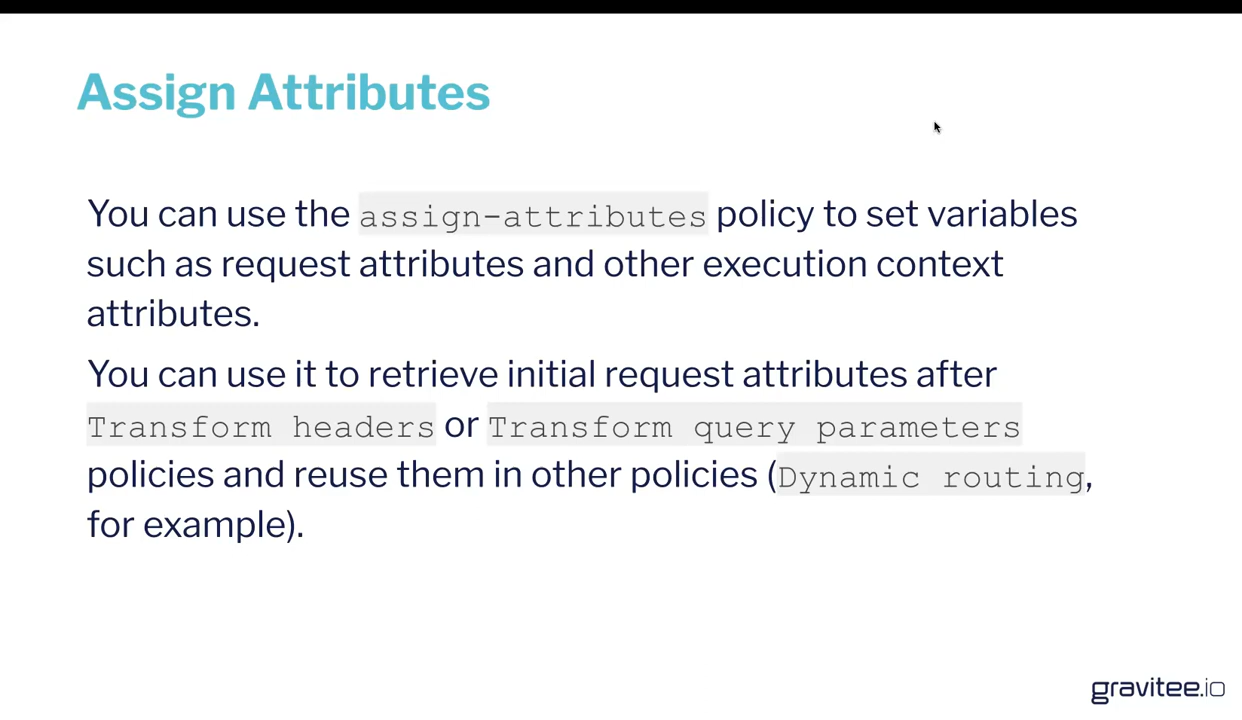 Assign Attributes
You can use the assign-attributes policy to set variables
such as request attributes and other execution context
attributes.
You can use it to retrieve initial request attributes after
Transform headers or Transform query parameters
policies and reuse them in other policies (Dynamic routing,
for example).
gravitee.io